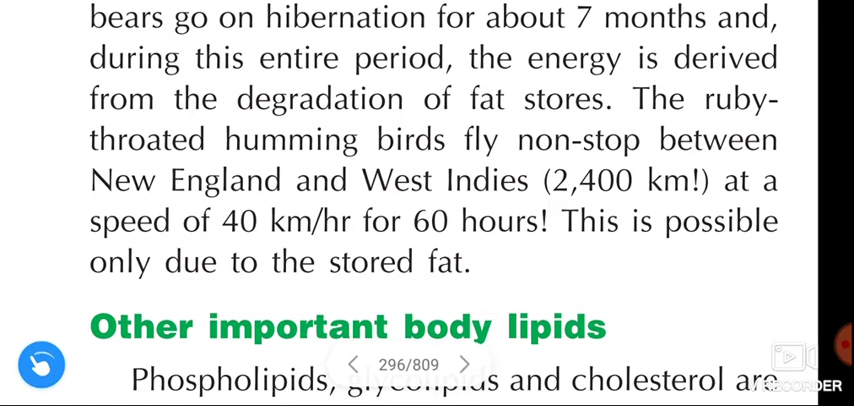 bears go on hibernation for about 7 months and,
during this entire period, the energy is derived
from the degradation of fat stores. The ruby-
throated humming birds fly non-stop between
New England and West Indies (2,400 km!) at a
speed of 40 km/hr for 60 hours! This is possible
only due to the stored fat.
Other important body lipids
296/809
Phospholipids, glycolipids and cholesterol are
RECORDER